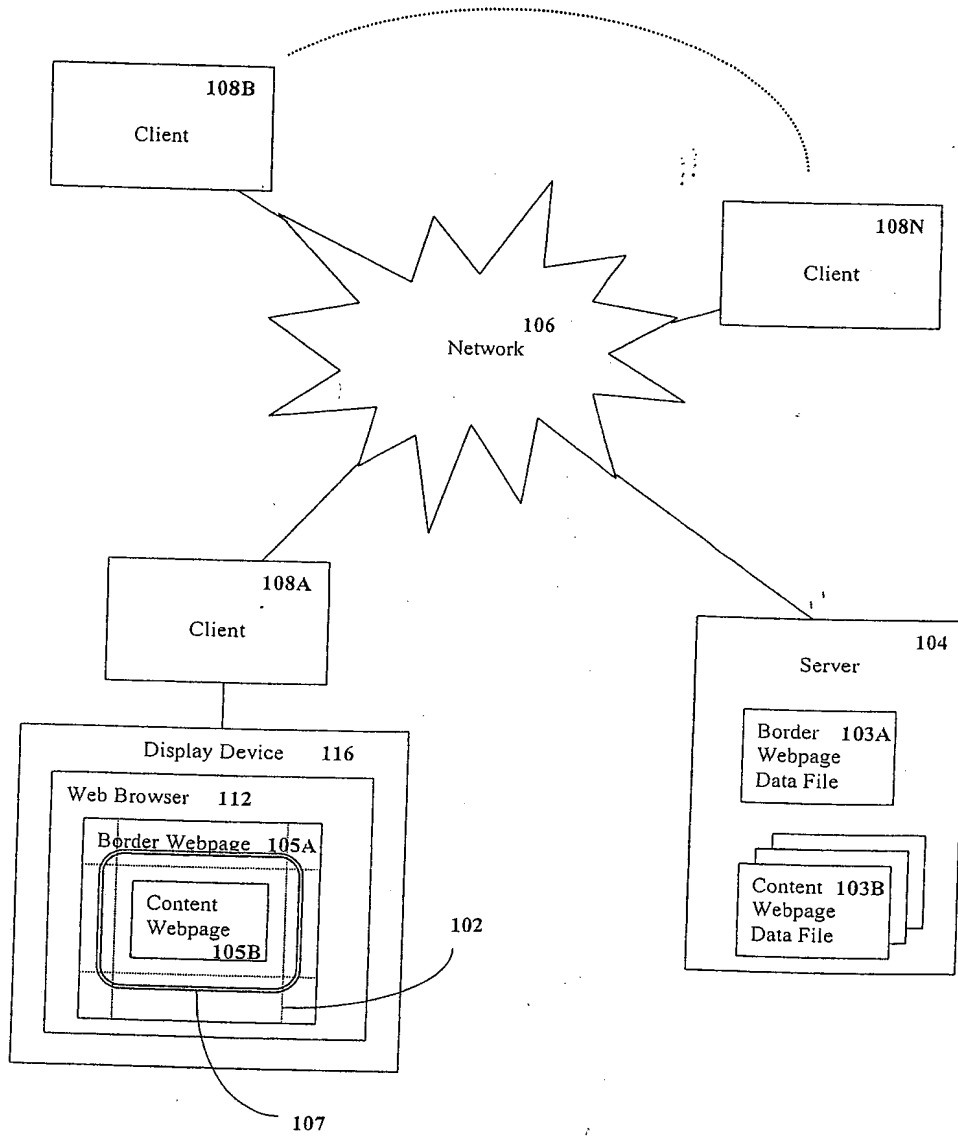 108B
Client
108N
Client
106
Network
108A
Client
104
Server
Border 103A
Webpage
Data File
Content 103B
Webpage
Data File
Display Device 116
Web Browser 112
Border Webpage 105A
Content
Webpage
105B
102
107